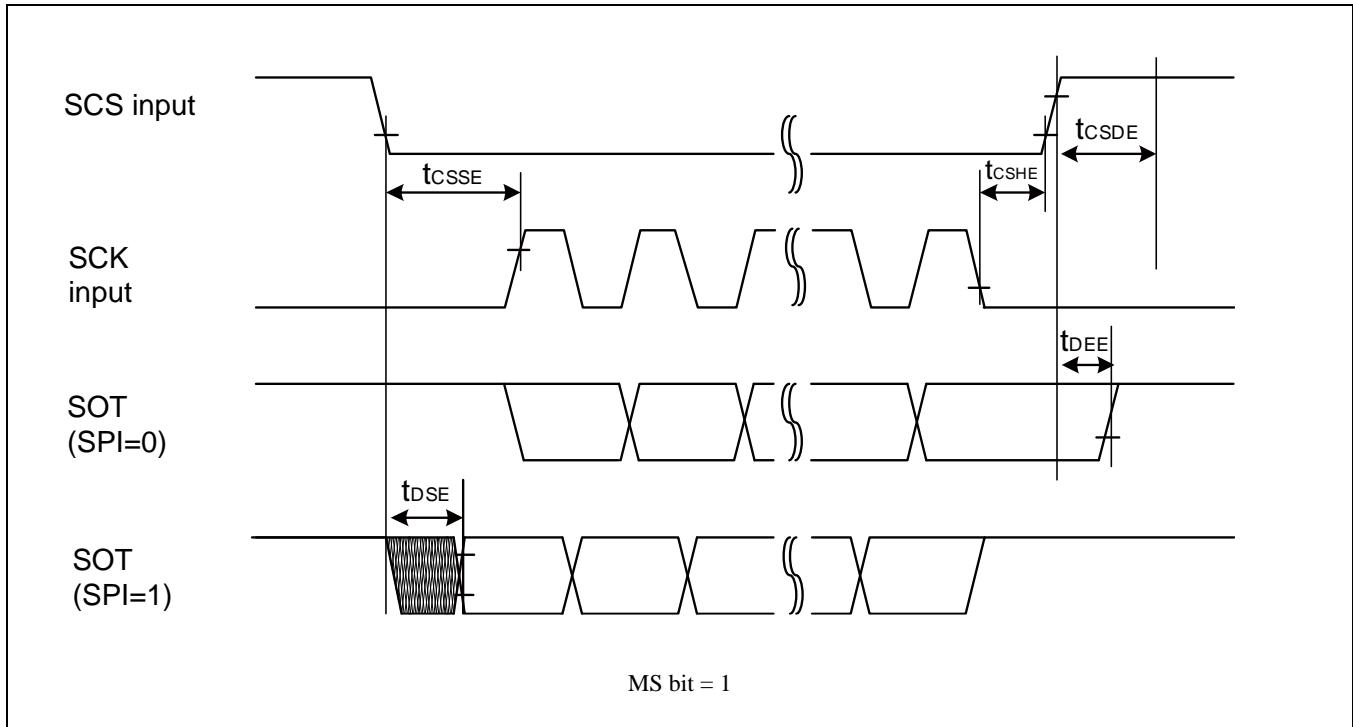 SCS input
tCSDE
tCSSE
tCSHE
SCK
input
tDEE
SOT
(SPI=0)
tDSE
SOT
(SPI=1)
MS bit = 1